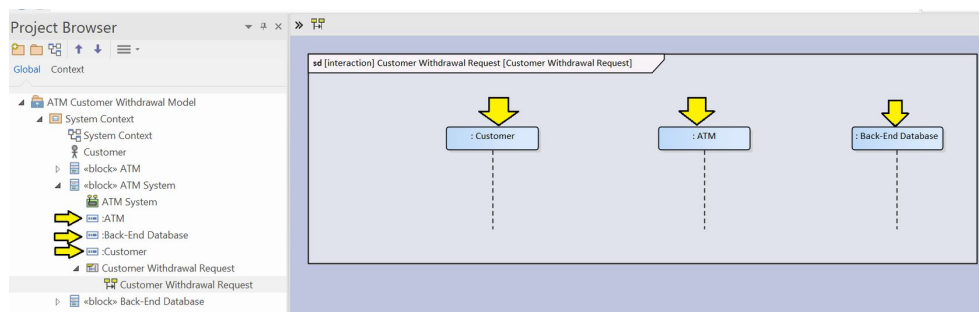 Project Browser
Global Context
ATM Customer Withdrawal Model
System Context
System Context
Customer
«block» ATM
«block» ATM System
ATM System
:ATM
:Back-End Database
:Customer
Customer Withdrawal Request
Customer Withdrawal Request
«block» Back-End Database
sd [interaction] Customer Withdrawal Request [Customer Withdrawal Request]
: Customer
: ATM
: Back-End Database